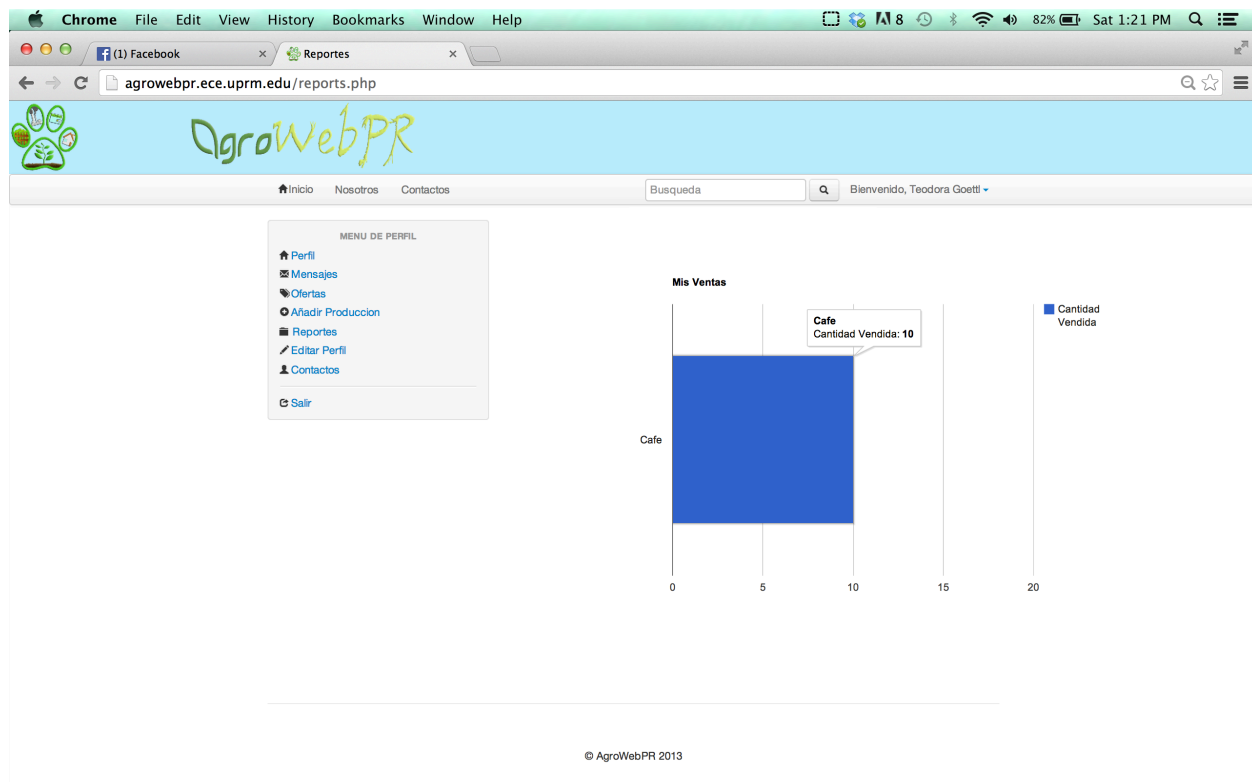 Chrome File Edit View History Bookmarks Window Help 8 82% Sat 1:21 PM
(1) Facebook × Reportes ×
agrowebpr.ece.uprm.edu/reports.php
AgroWebPR
Inicio Nosotros Contactos Busqueda Bienvenido, Teodora Goettl
MENU DE PERFIL
Perfil
Mensajes
Ofertas
Añadir Produccion
Reportes
Editar Perfil
Contactos
Salir
Mis Ventas
Cantidad
Vendida
Cafe
Cantidad Vendida: 10
Cafe
0 5 10 15 20
© AgroWebPR 2013